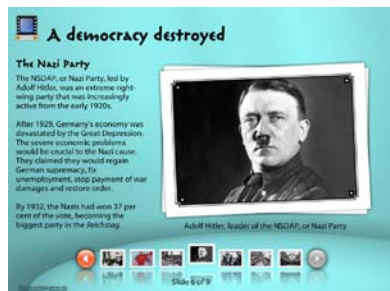 A democracy destroyed
The Nazi Party
The NSDAP, or Nazi Party, led by
Adolf Hitler, was an extreme right-
wing party that was increasingly
active from the early 1920s.
After 1929, Germany's economy was
devastated by the Great Depression.
The severe economic problems
would be crucial to the Nazi cause.
They claimed they would regain
German supremacy, fix
unemployment, stop payment of war
damages and restore order.
By 1932, the Nazis had won 37 per
cent of the vote, becoming the
biggest party in the Reichstag.
Adolf Hitler, leader of the NSDAP, or Nazi Party
Slide 6 of 9